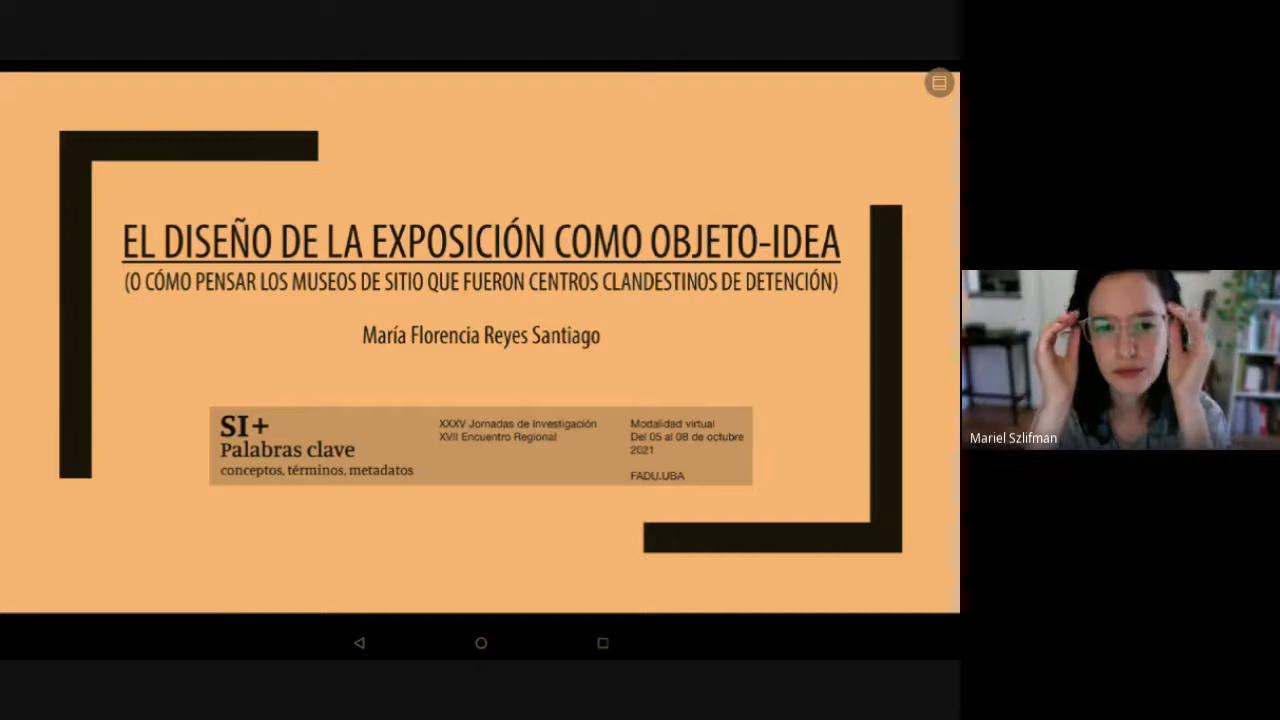 EL DISEÑO DE LA EXPOSICIÓN COMO OBJETO-IDEA
(O CÓMO PENSAR LOS MUSEOS DE SITIO QUE FUERON CENTROS CLANDESTINOS DE DETENCIÓN)
María Florencia Reyes Santiago
SI+
Palabras clave
conceptos, términos, metadatos
XXXV Jornadas de Investigación
XVII Encuentro Regional
Modalidad virtual
Del 05 al 08 de octubre
2021
FADU.UBA
Mariel Szlifman